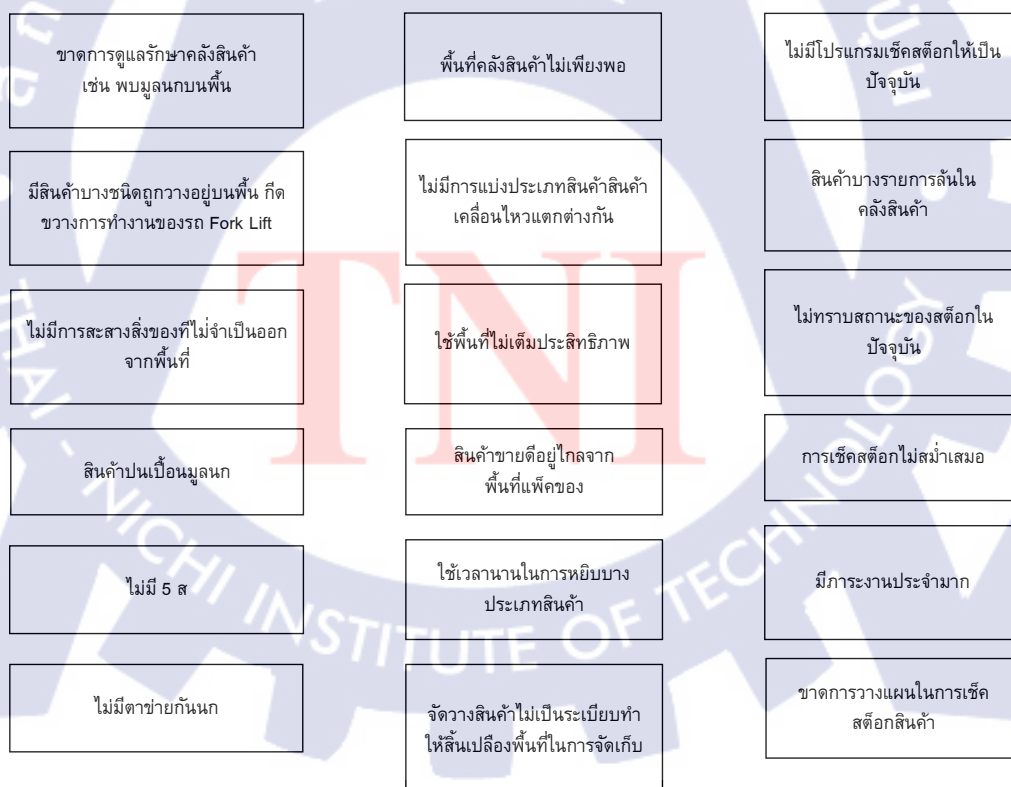 ขาดการดูแลรักษาคลังสินค้า
เช่น พบมูลนกบนพื้น
พื้นที่คลังสินค้าไม่เพียงพอ
ไม่มีโปรแกรมเช็คสต็อกให้เป็น
ปัจจุบัน
มีสินค้าบางชนิดถูกวางอยู่บนพื้น กีด
ขวางการทำงานของรถ Fork Lift
ไม่มีการแบ่งประเภทสินค้าสินค้า
เคลื่อนไหวแตกต่างกัน
สินค้าบางรายการล้นใน
คลังสินค้า
ไม่มีการสะสางสิ่งของที่ไม่จำเป็นออก
จากพื้นที่
ใช้พื้นที่ไม่เต็มประสิทธิภาพ
ไม่ทราบสถานะของสต็อกใน
ปัจจุบัน
สินค้าปนเปื้อนมูลนก
สินค้าขายดีอยู่ไกลจาก
พื้นที่แพ็คของ
การเช็คสต็อกไม่สม่ำเสมอ
ไม่มี 5 ส
ใช้เวลานานในการหยิบบาง
ประเภทสินค้า
มีภาระงานประจำมาก
ไม่มีตาข่ายกันนก
จัดวางสินค้าไม่เป็นระเบียบทำ
ให้สิ้นเปลืองพื้นที่ในการจัดเก็บ
ขาดการวางแผนในการเช็ค
สต็อกสินค้า
TNI
THAI - NICHI INSTITUTE OF TECHNOLOGY